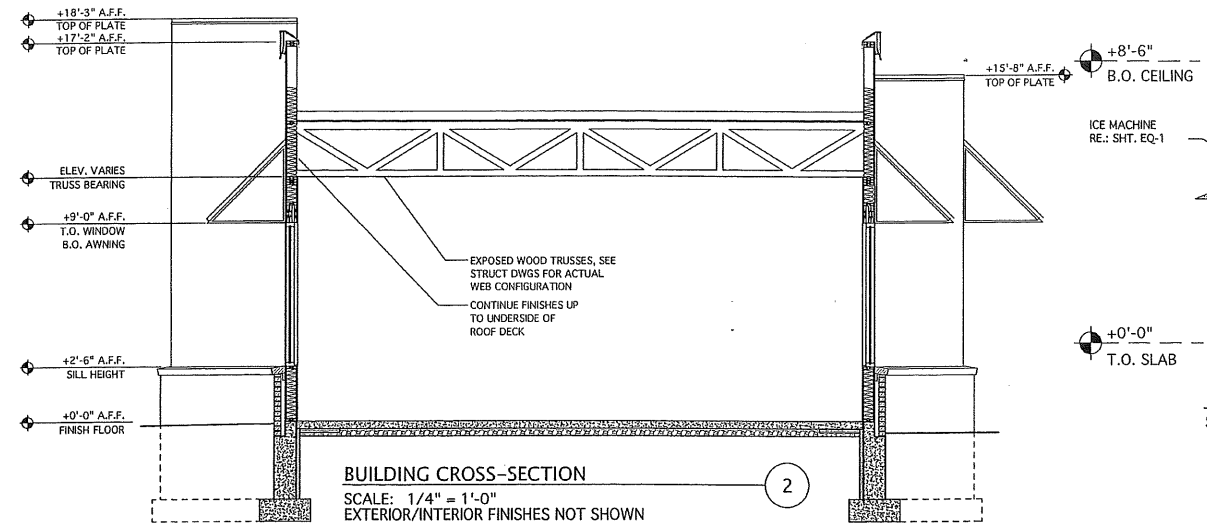 +18'-3" A.F.F.
TOP OF PLATE
+17'-2" A.F.F.
TOP OF PLATE
ELEV. VARIES
TRUSS BEARING
+9'-0" A.F.F.
T.O. WINDOW
B.O. AWNING
+2'-6" A.F.F.
SILL HEIGHT
+0'-0" A.F.F.
FINISH FLOOR
EXPOSED WOOD TRUSSES, SEE
STRUCT DWGS FOR ACTUAL
WEB CONFIGURATION
CONTINUE FINISHES UP
TO UNDERSIDE OF
ROOF DECK
+15'-8" A.F.F.
TOP OF PLATE
+8'-6"
B.O. CEILING
ICE MACHINE
RE.: SHT. EQ-1
+0'-0"
T.O. SLAB
BUILDING CROSS-SECTION
2
SCALE: 1/4" = 1'-0"
EXTERIOR/INTERIOR FINISHES NOT SHOWN